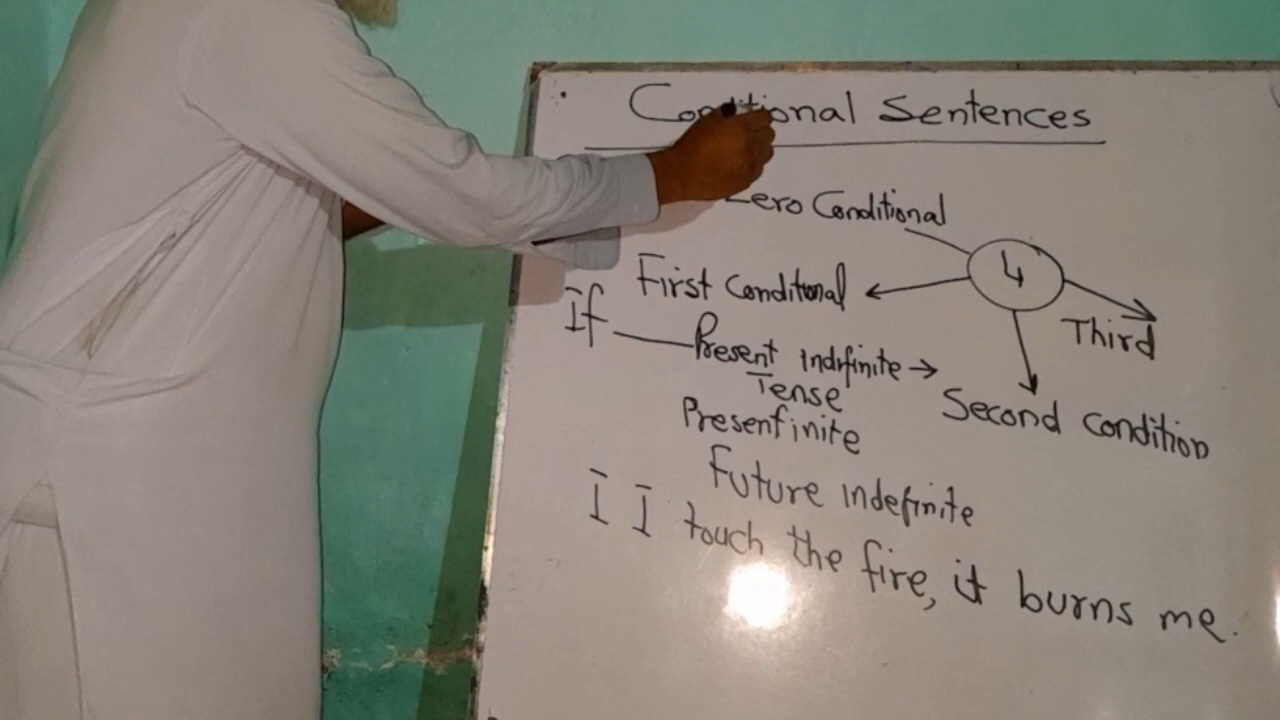 Conditional Sentences
Zero Conditional
4
First Conditional
Third
If Present Indifinite
Tense
Second condition
Presenfinite
Future indefinite
I I touch the fire, it burns me.